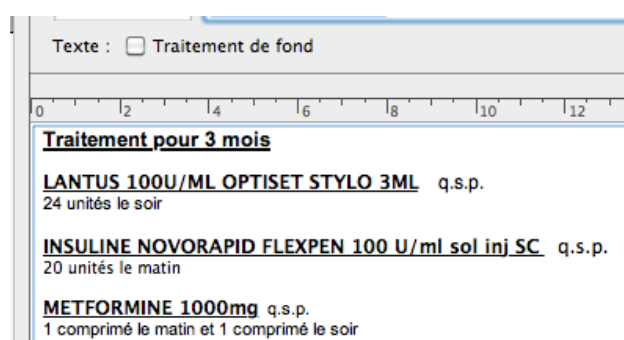 Texte : Traitement de fond
0 2 4 6 8 10 12
Traitement pour 3 mois
LANTUS 100U/ML OPTISET STYLO 3ML q.s.p.
24 unités le soir
INSULINE NOVORAPID FLEXPEN 100 U/ml sol inj SC q.s.p.
20 unités le matin
METFORMINE 1000mg q.s.p.
1 comprimé le matin et 1 comprimé le soir